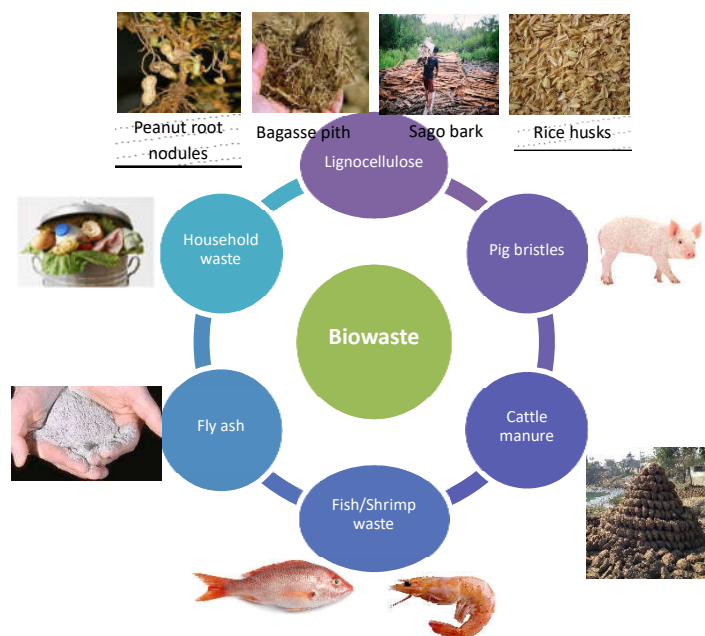 Peanut root
nodules
Bagasse pith
Sago bark
Rice husks
Lignocellulose
Household
waste
Pig bristles
Biowaste
Fly ash
Cattle
manure
Fish/Shrimp
waste